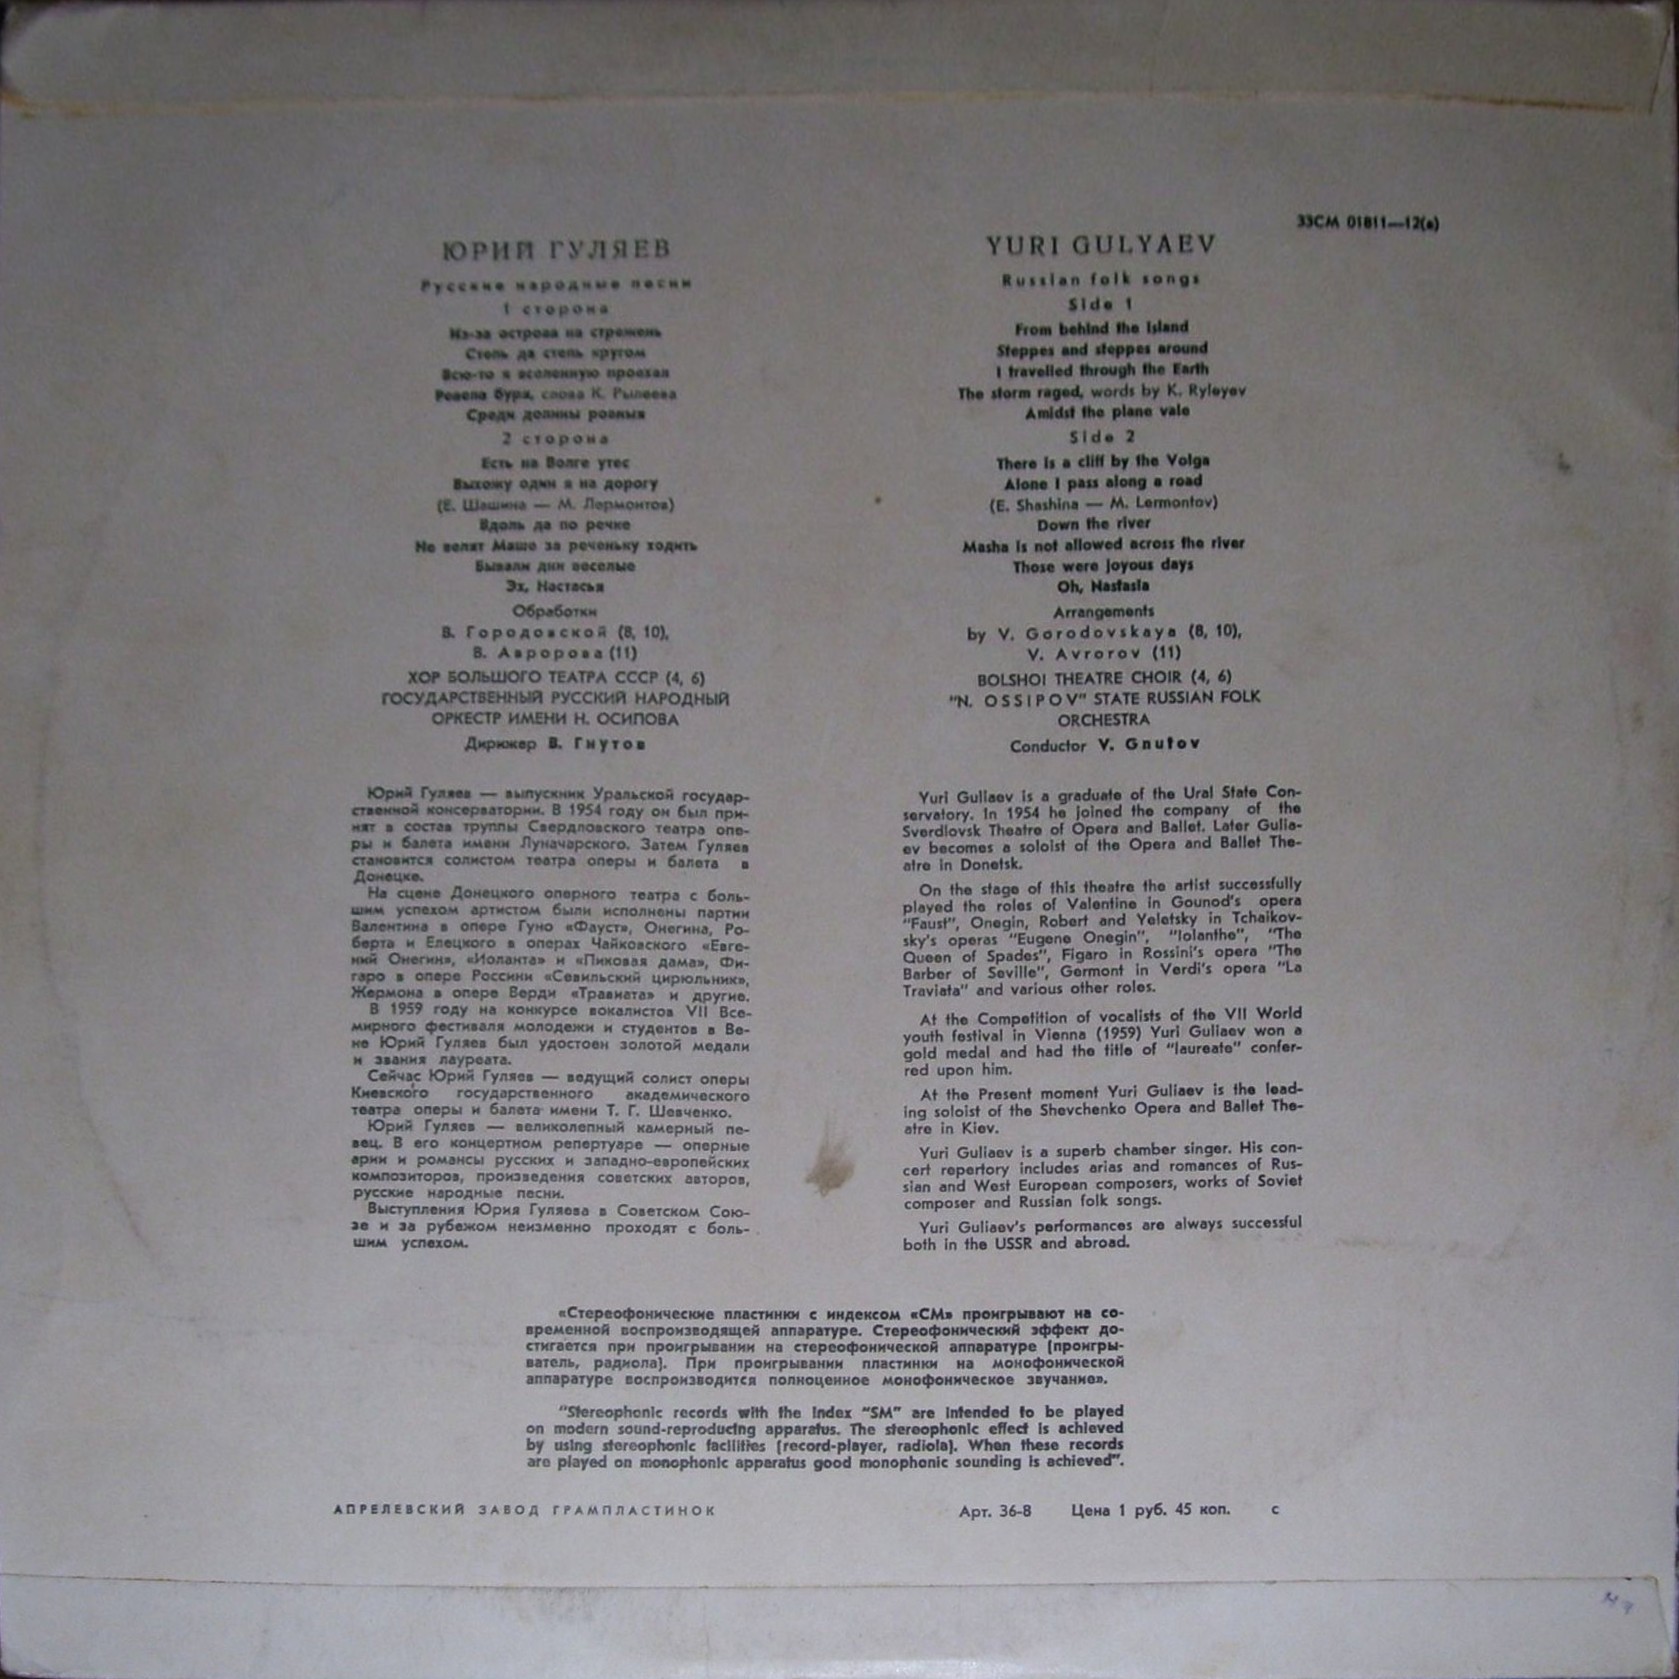 33СМ 01811—12(а)
ЮРИЙ ГУЛЯЕВ
Русские народные песни
1 сторона
Из-за острова на стрежень
Степь да степь кругом
Всю-то я вселенную проехал
Ревела буря, слова К. Рылеева
Среди долины ровныя
2 сторона
Есть на Волге утес
Выхожу один я на дорогу
(Е. Шашина — М. Лермонтов)
Вдоль да по речке
Не велят Маше за реченьку ходить
Бывали дни веселые
Эх, Настасья
Обработки
В. Городовской (8, 10),
В. Авророва (11)
ХОР БОЛЬШОГО ТЕАТРА СССР (4, 6)
ГОСУДАРСТВЕННЫЙ РУССКИЙ НАРОДНЫЙ
ОРКЕСТР ИМЕНИ Н. ОСИПОВА
Дирижер В. Гнутов
Юрий Гуляев — выпускник Уральской государ-
ственной консерватории. В 1954 году он был при-
нят в состав труппы Свердловского театра опе-
ры и балета имени Луначарского. Затем Гуляев
становится солистом театра оперы и балета в
Донецке.
На сцене Донецкого оперного театра с боль-
шим успехом артистом были исполнены партии
Валентина в опере Гуно «Фауст», Онегина, Ро-
берта и Елецкого в операх Чайковского «Евге-
ний Онегин», «Иоланта» и «Пиковая дама», Фи-
гаро в опере Россини «Севильский цирюльник»,
Жермона в опере Верди «Травиата» и другие.
В 1959 году на конкурсе вокалистов VII Все-
мирного фестиваля молодежи и студентов в Ве-
не Юрий Гуляев был удостоен золотой медали
и звания лауреата.
Сейчас Юрий Гуляев — ведущий солист оперы
Киевского государственного академического
театра оперы и балета имени Т. Г. Шевченко.
Юрий Гуляев — великолепный камерный пе-
вец. В его концертном репертуаре — оперные
арии и романсы русских и западно-европейских
композиторов, произведения советских авторов,
русские народные песни.
Выступления Юрия Гуляева в Советском Сою-
зе и за рубежом неизменно проходят с боль-
шим успехом.
YURI GULYAEV
Russian folk songs
Side 1
From behind the Island
Steppes and steppes around
I travelled through the Earth
The storm raged, words by K. Ryleyev
Amidst the plane vale
Side 2
There is a cliff by the Volga
Alone I pass along a road
(E. Shashina — M. Lermontov)
Down the river
Masha is not allowed across the river
Those were joyous days
Oh, Nastasia
Arrangements
by V. Gorodovskaya (8, 10),
V. Avrorov (11)
BOLSHOI THEATRE CHOIR (4, 6)
"N. OSSIPOV" STATE RUSSIAN FOLK
ORCHESTRA
Conductor V. Gnutov
Yuri Guliaev is a graduate of the Ural State Con-
servatory. In 1954 he joined the company of the
Sverdlovsk Theatre of Opera and Ballet. Later Gulia-
ev becomes a soloist of the Opera and Ballet The-
atre in Donetsk.
On the stage of this theatre the artist successfully
played the roles of Valentine in Gounod's opera
"Faust", Onegin, Robert and Yeletsky in Tchaikov-
sky's operas "Eugene Onegin", "Iolanthe", "The
Queen of Spades", Figaro in Rossini's opera "The
Barber of Seville", Germont in Verdi's opera "La
Traviata" and various other roles.
At the Competition of vocalists of the VII World
youth festival in Vienna (1959) Yuri Guliaev won a
gold medal and had the title of "laureate" confer-
red upon him.
At the Present moment Yuri Guliaev is the lead-
ing soloist of the Shevchenko Opera and Ballet The-
atre in Kiev.
Yuri Guliaev is a superb chamber singer. His con-
cert repertory includes arias and romances of Rus-
sian and West European composers, works of Soviet
composer and Russian folk songs.
Yuri Guliaev's performances are always successful
both in the USSR and abroad.
«Стереофонические пластинки с индексом «СМ» проигрывают на со-
временной воспроизводящей аппаратуре. Стереофонический эффект до-
стигается при проигрывании на стереофонической аппаратуре (проигры-
ватель, радиола). При проигрывании пластинки на монофонической
аппаратуре воспроизводится полноценное монофоническое звучание».
"Stereophonic records with the index "SM" are intended to be played
on modern sound-reproducing apparatus. The stereophonic effect is achieved
by using stereophonic facilities (record-player, radiola). When these records
are played on monophonic apparatus good monophonic sounding is achieved".
АПРЕЛЕВСКИЙ ЗАВОД ГРАМПЛАСТИНОК
Арт. 36-8 Цена 1 руб. 45 коп. с